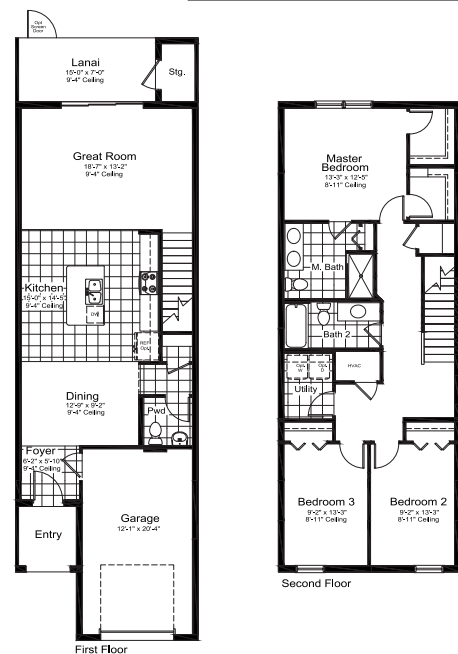 Opt
Screen
Door
Lanai
15'-0" x 7'-0"
9'-4" Ceiling
Stg.
Great Room
18'-7" x 13'-2"
9'-4" Ceiling
Kitchen
15'-0" x 14'-5"
9'-4" Ceiling
DW
REF
Opt.
Dining
12'-9" x 9'-2"
9'-4" Ceiling
Pwd
Foyer
6'-2" x 5'-10"
9'-4" Ceiling
Entry
Garage
12'-1" x 20'-4"
First Floor
Master
Bedroom
13'-3" x 12'-5"
8'-11" Ceiling
M. Bath
Bath 2
Opt. W
Opt. D
HVAC
Utility
Bedroom 3
9'-2" x 13'-3"
8'-11" Ceiling
Bedroom 2
9'-2" x 13'-3"
8'-11" Ceiling
Second Floor